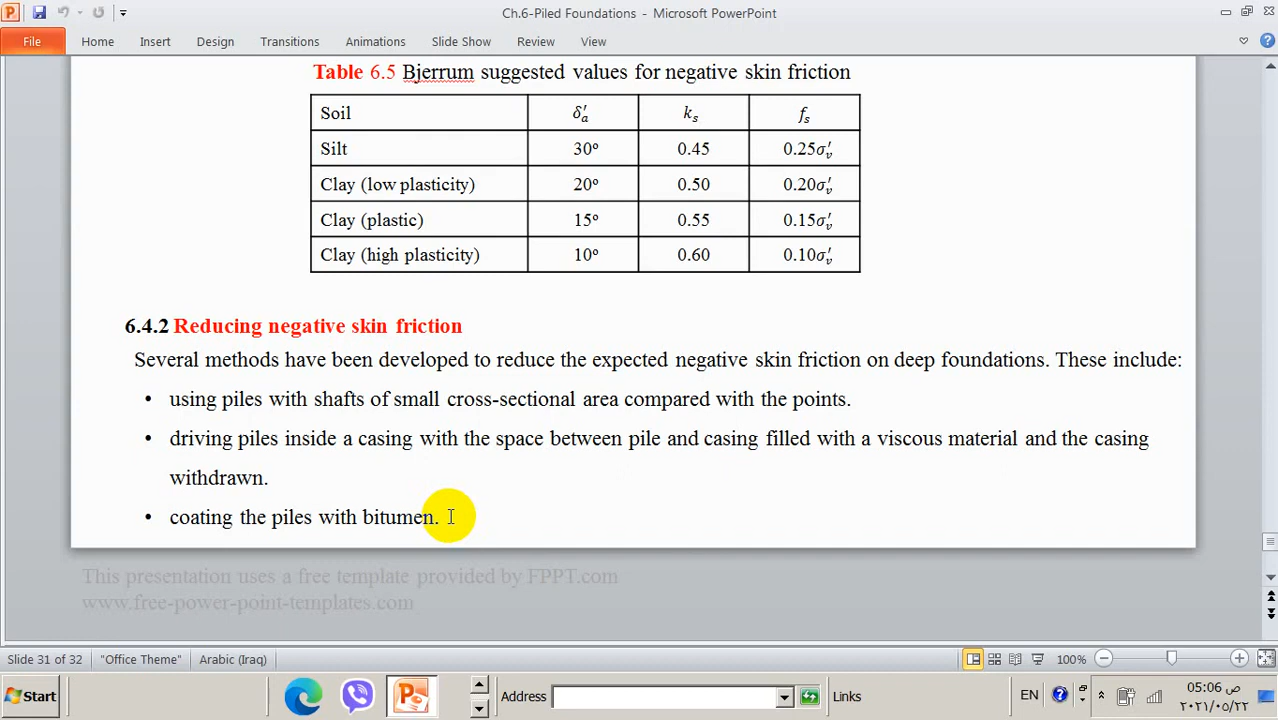 Ch.6-Piled Foundations - Microsoft PowerPoint
File Home Insert Design Transitions Animations Slide Show Review View
Table 6.5 Bjerrum suggested values for negative skin friction
Soil δ′a ks fs
Silt 30º 0.45 0.25σ′v
Clay (low plasticity) 20º 0.50 0.20σ′v
Clay (plastic) 15º 0.55 0.15σ′v
Clay (high plasticity) 10º 0.60 0.10σ′v
6.4.2 Reducing negative skin friction
Several methods have been developed to reduce the expected negative skin friction on deep foundations. These include:
• using piles with shafts of small cross-sectional area compared with the points.
• driving piles inside a casing with the space between pile and casing filled with a viscous material and the casing
withdrawn.
• coating the piles with bitumen.
This presentation uses a free template provided by FPPT.com
www.free-power-point-templates.com
Slide 31 of 32 "Office Theme" Arabic (Iraq) 100%
Start Address Links EN 05:06 ص
٢٠٢١/٠٥/٢٢